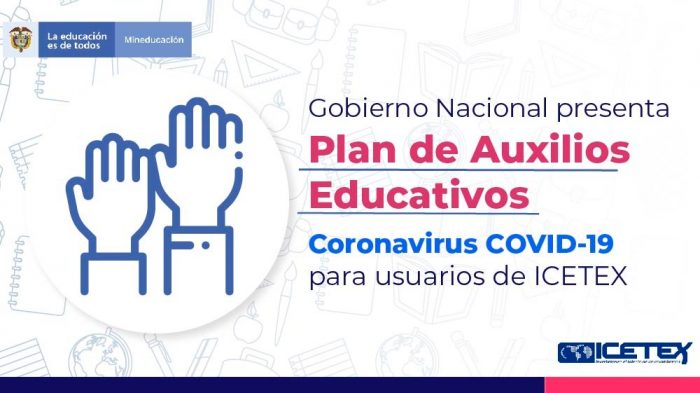 La educación
es de todos
Mineducación
Gobierno Nacional presenta
Plan de Auxilios
Educativos
Coronavirus COVID-19
para usuarios de ICETEX
ICETEX